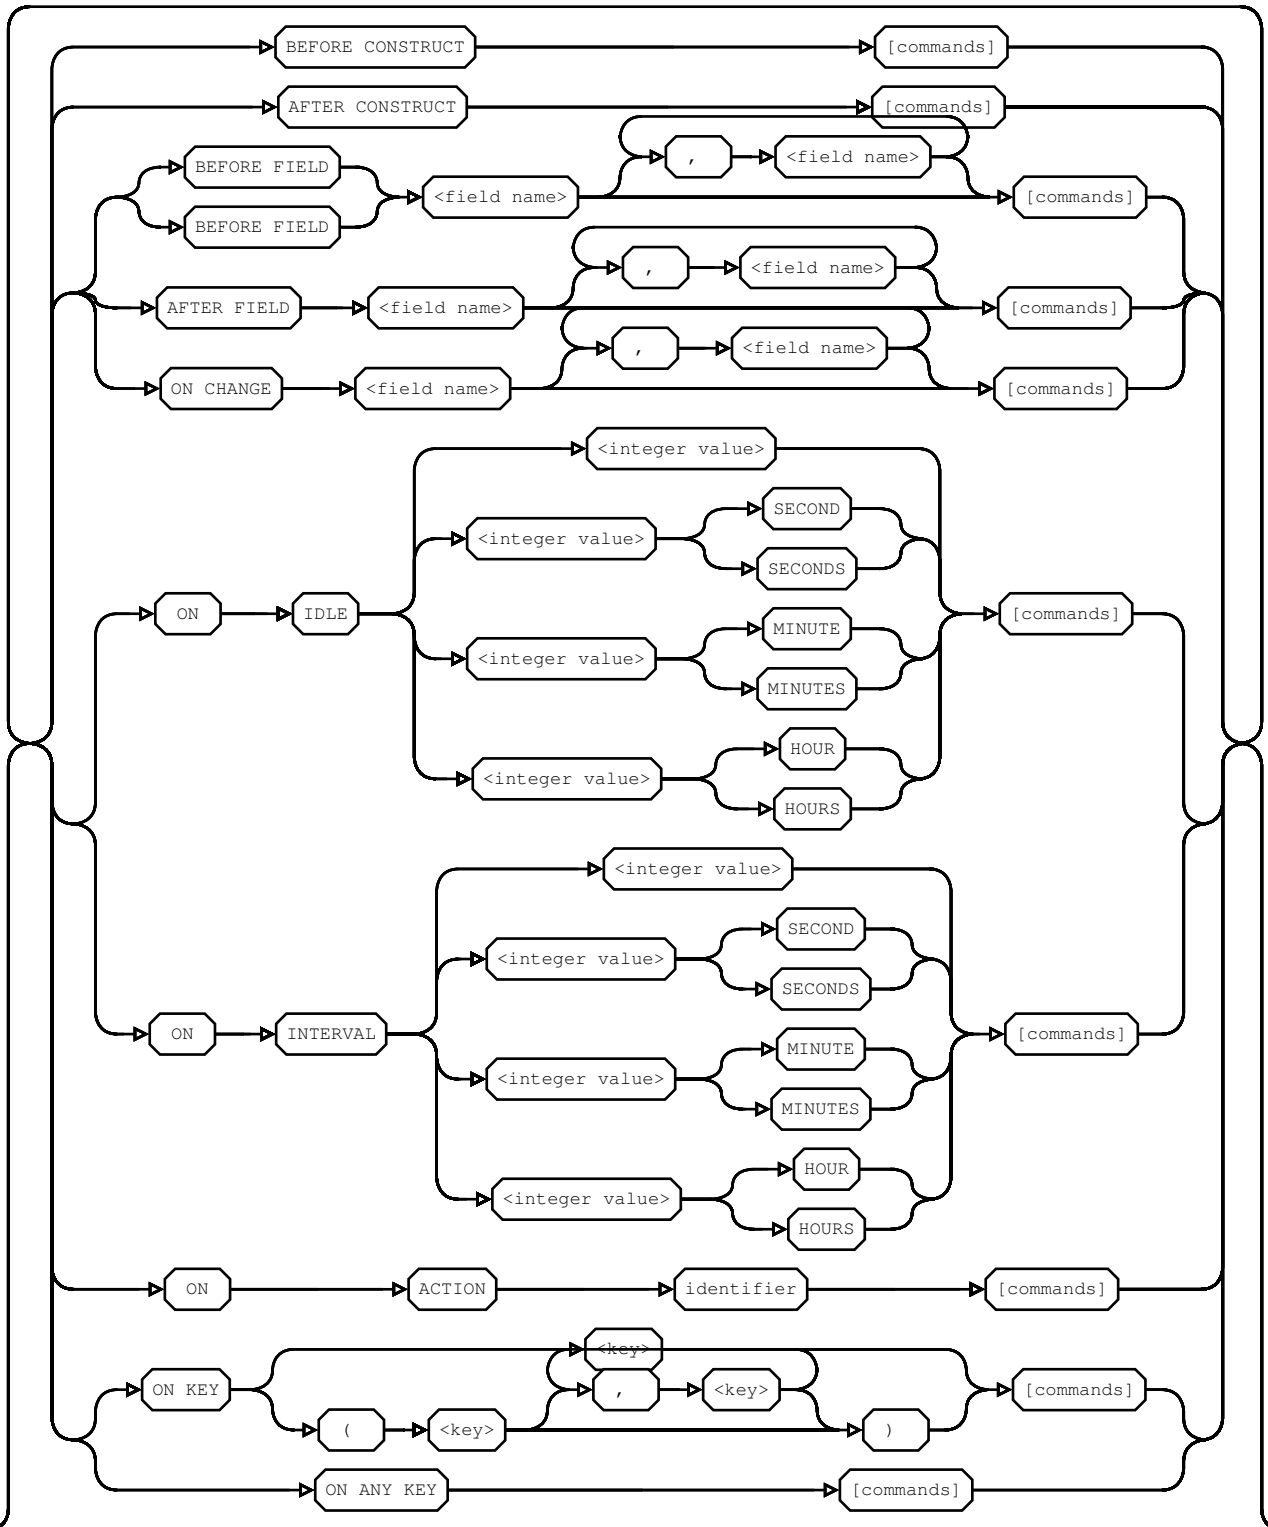 BEFORE CONSTRUCT [commands]
AFTER CONSTRUCT [commands]
, <field name>
BEFORE FIELD
<field name> [commands]
BEFORE FIELD
, <field name>
AFTER FIELD <field name> [commands]
, <field name>
ON CHANGE <field name> [commands]
<integer value>
SECOND
<integer value>
SECONDS
ON IDLE [commands]
MINUTE
<integer value>
MINUTES
HOUR
<integer value>
HOURS
<integer value>
SECOND
<integer value>
SECONDS
ON INTERVAL [commands]
MINUTE
<integer value>
MINUTES
HOUR
<integer value>
HOURS
ON ACTION identifier [commands]
<key>
ON KEY , <key> [commands]
( <key> )
ON ANY KEY [commands]